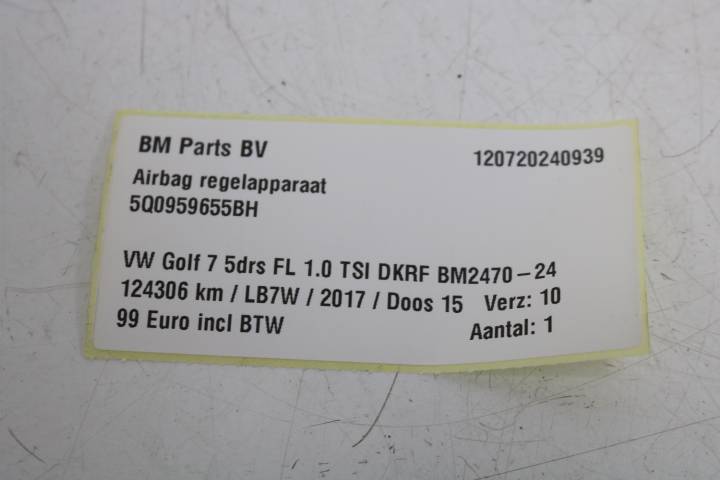 BM Parts BV 120720240939
Airbag regelapparaat
5Q0959655BH
VW Golf 7 5drs FL 1.0 TSI DKRF BM2470-24
124306 km / LB7W / 2017 / Doos 15 Verz: 10
99 Euro incl BTW Aantal: 1